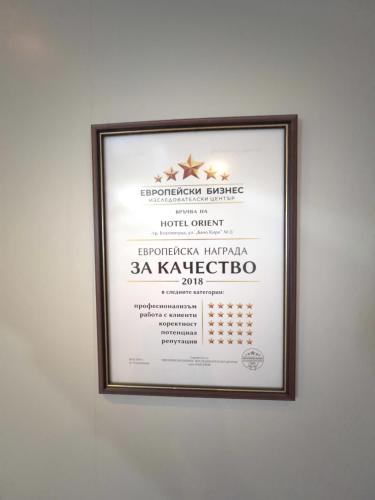 ЕВРОПЕЙСКИ БИЗНЕС
ИЗСЛЕДОВАТЕЛСКИ ЦЕНТЪР
ВРЪЧВА НА
HOTEL ORIENT
ЕВРОПЕЙСКА НАГРАДА
ЗА КАЧЕСТВО
2018
в следните категории:
професионализъм
работа с клиенти
коректност
потенциал
репутация